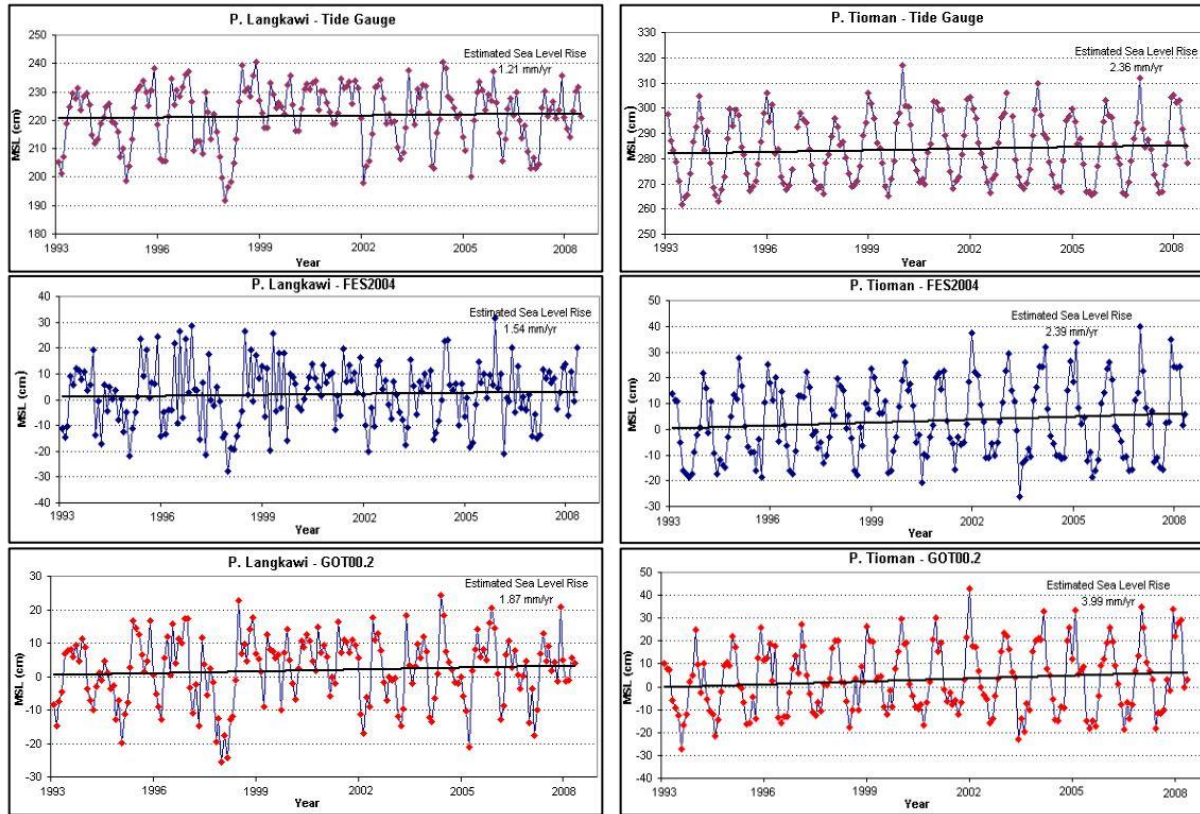 P. Langkawi - Tide Gauge
Estimated Sea Level Rise
1.21 mm/yr
MSL (cm)
250
240
230
220
210
200
190
180
1993
1996
1999
2002
2005
2008
Year
P. Tioman - Tide Gauge
Estimated Sea Level Rise
2.36 mm/yr
MSL (cm)
330
320
310
300
290
280
270
260
250
1993
1996
1999
2002
2005
2008
Year
P. Langkawi - FES2004
Estimated Sea Level Rise
1.54 mm/yr
MSL (cm)
40
30
20
10
0
-10
-20
-30
-40
1993
1996
1999
2002
2005
2008
Year
P. Tioman - FES2004
Estimated Sea Level Rise
2.39 mm/yr
MSL (cm)
50
40
30
20
10
0
-10
-20
-30
1993
1996
1999
2002
2005
2008
Year
P. Langkawi - GOT00.2
Estimated Sea Level Rise
1.87 mm/yr
MSL (cm)
30
20
10
0
-10
-20
-30
1993
1996
1999
2002
2005
2008
Year
P. Tioman - GOT00.2
Estimated Sea Level Rise
3.99 mm/yr
MSL (cm)
50
40
30
20
10
0
-10
-20
-30
-40
1993
1996
1999
2002
2005
2008
Year